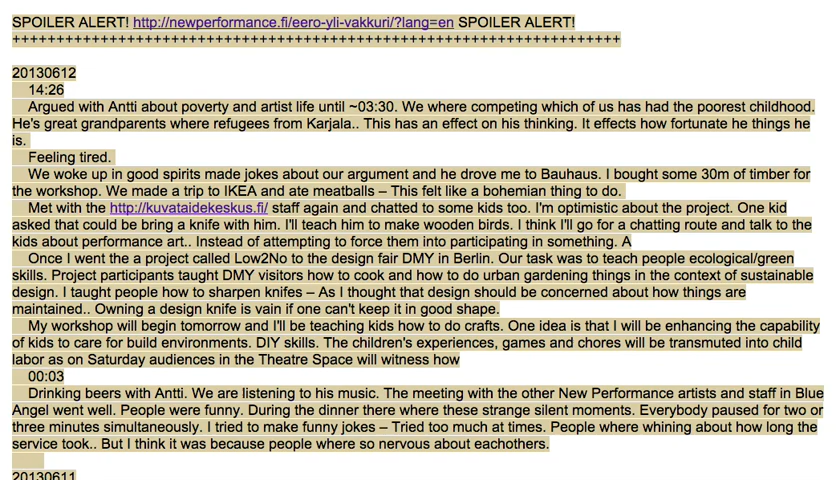 SPOILER ALERT! http://newperformance.fi/eero-yli-vakkuri/?lang=en SPOILER ALERT!
+++++++++++++++++++++++++++++++++++++++++++++++++++++++++++++++++++++
20130612
14:26
Argued with Antti about poverty and artist life until ~03:30. We where competing which of us has had the poorest childhood.
He's great grandparents where refugees from Karjala.. This has an effect on his thinking. It effects how fortunate he things he
is.
Feeling tired.
We woke up in good spirits made jokes about our argument and he drove me to Bauhaus. I bought some 30m of timber for
the workshop. We made a trip to IKEA and ate meatballs – This felt like a bohemian thing to do.
Met with the http://kuvataidekeskus.fi/ staff again and chatted to some kids too. I'm optimistic about the project. One kid
asked that could be bring a knife with him. I'll teach him to make wooden birds. I think I'll go for a chatting route and talk to the
kids about performance art.. Instead of attempting to force them into participating in something. A
Once I went the a project called Low2No to the design fair DMY in Berlin. Our task was to teach people ecological/green
skills. Project participants taught DMY visitors how to cook and how to do urban gardening things in the context of sustainable
design. I taught people how to sharpen knifes – As I thought that design should be concerned about how things are
maintained.. Owning a design knife is vain if one can't keep it in good shape.
My workshop will begin tomorrow and I'll be teaching kids how to do crafts. One idea is that I will be enhancing the capability
of kids to care for build environments. DIY skills. The children's experiences, games and chores will be transmuted into child
labor as on Saturday audiences in the Theatre Space will witness how
00:03
Drinking beers with Antti. We are listening to his music. The meeting with the other New Performance artists and staff in Blue
Angel went well. People were funny. During the dinner there where these strange silent moments. Everybody paused for two or
three minutes simultaneously. I tried to make funny jokes – Tried too much at times. People where whining about how long the
service took.. But I think it was because people where so nervous about eachothers.
20130611